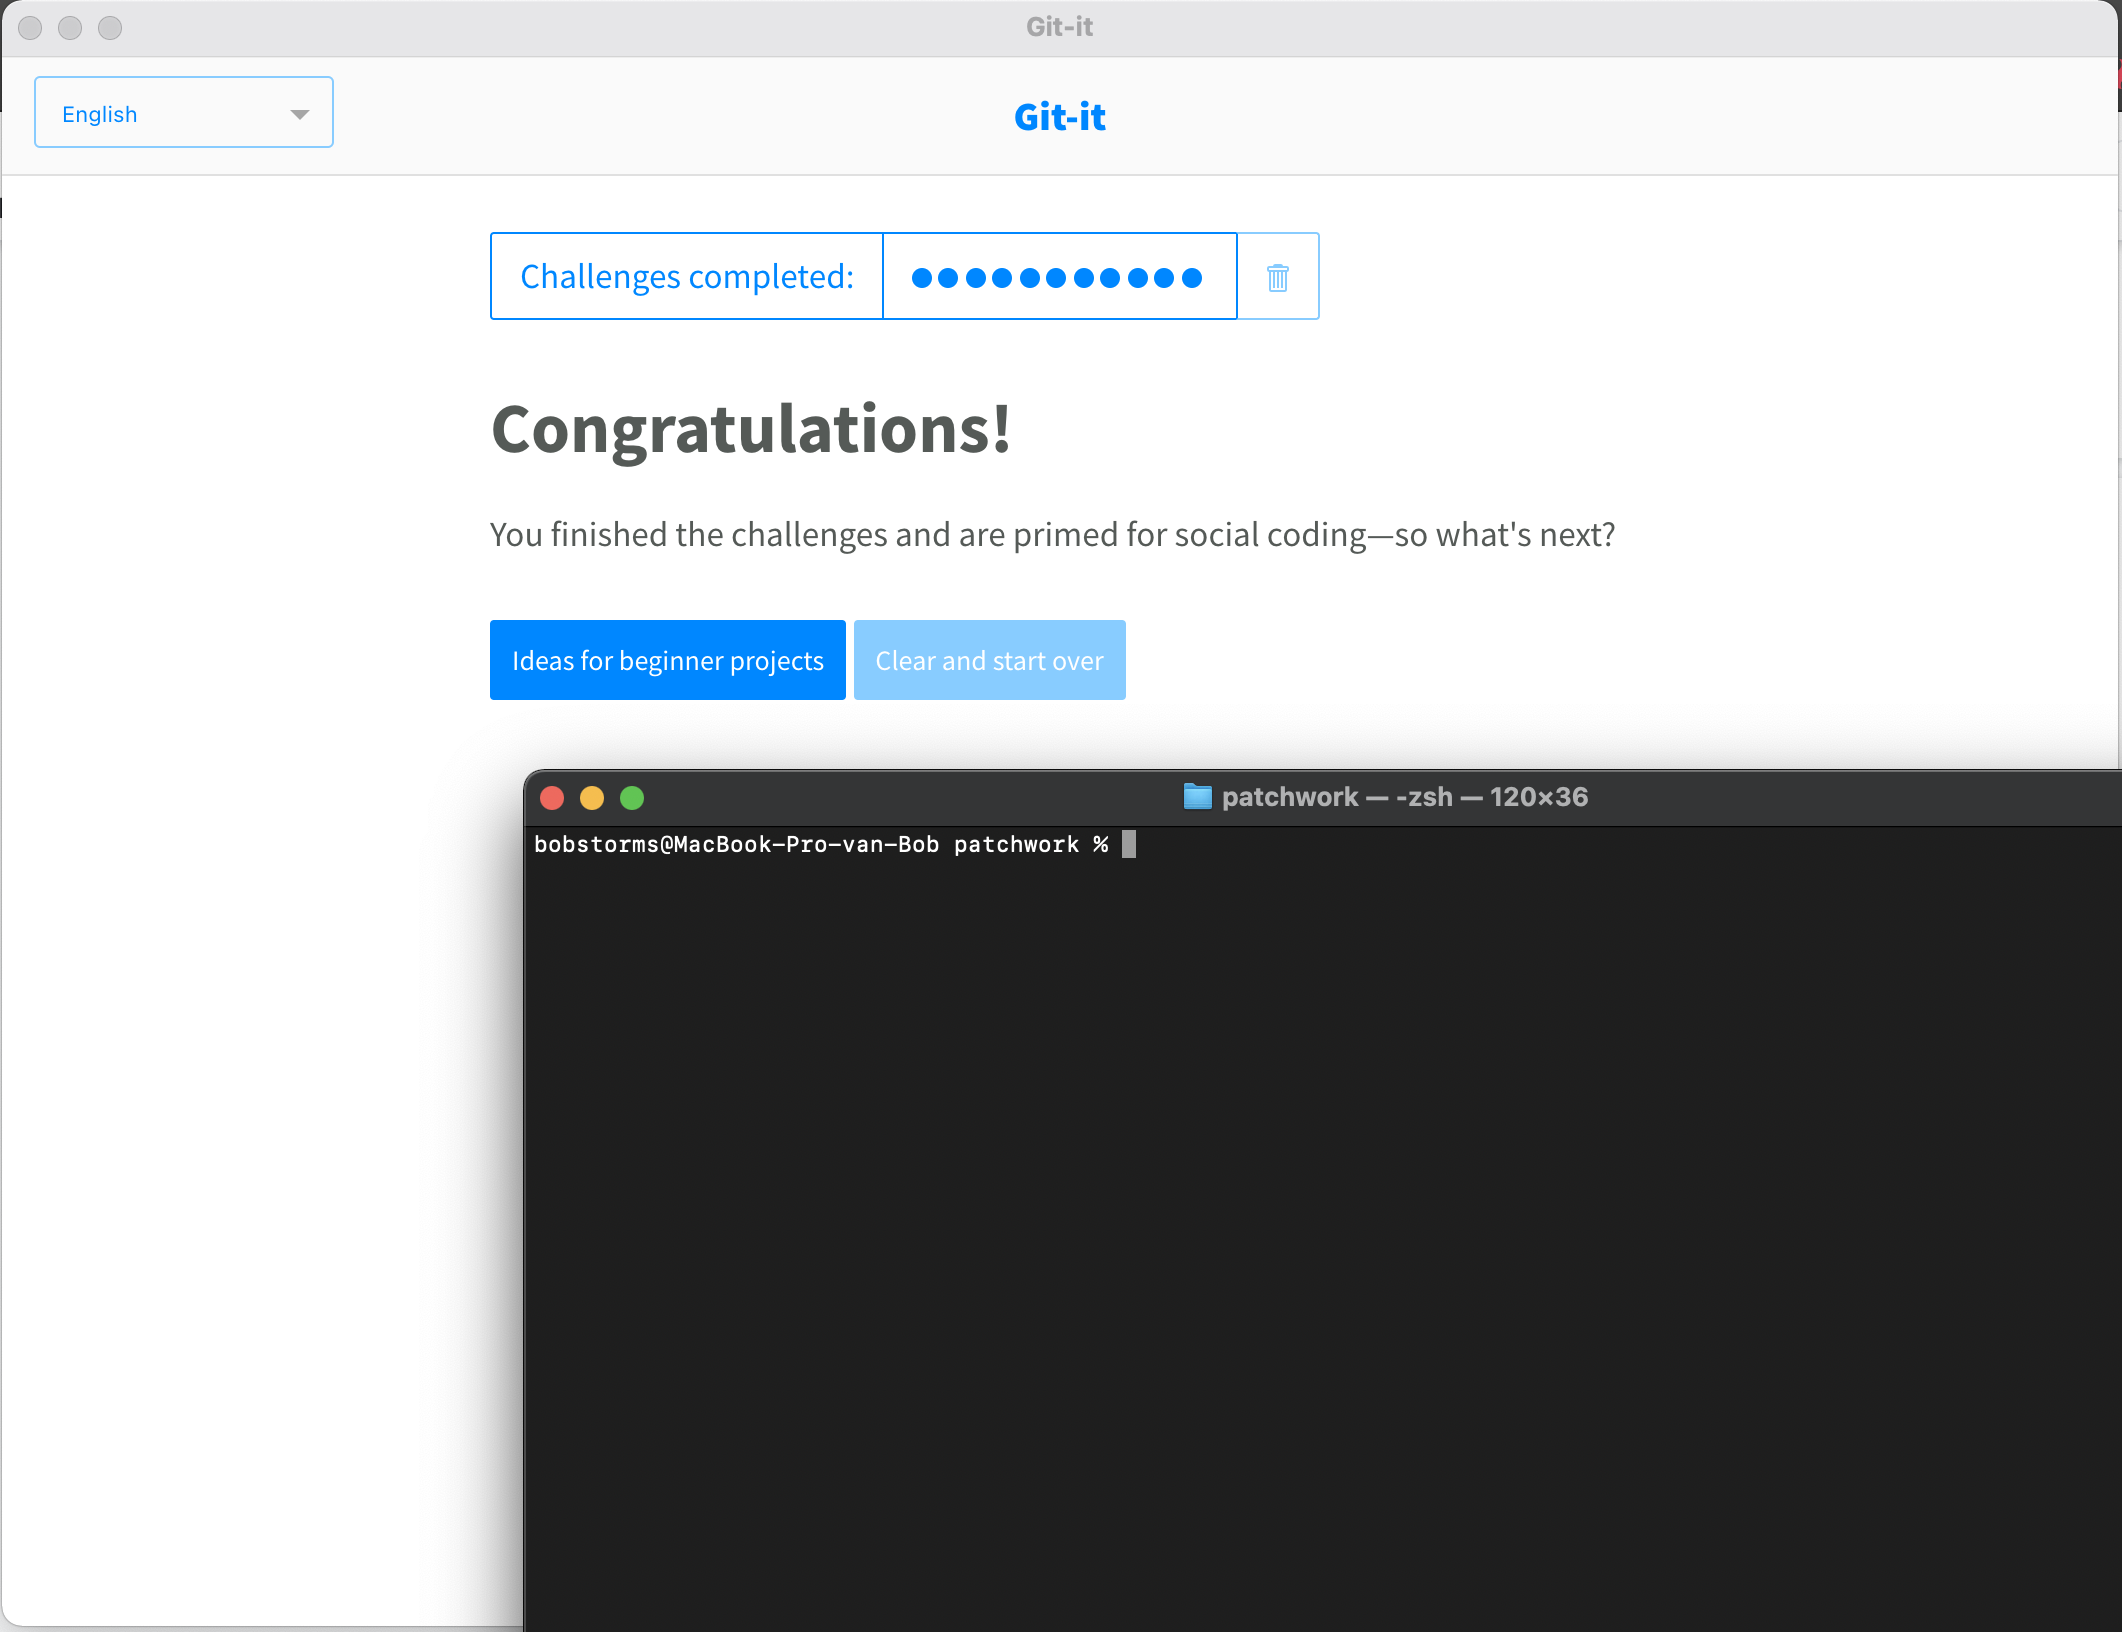 Git-it
English
Git-it
Challenges completed:
Congratulations!
You finished the challenges and are primed for social coding—so what's next?
Ideas for beginner projects
Clear and start over
patchwork — -zsh — 120×36
bobstorms@MacBook-Pro-van-Bob patchwork %